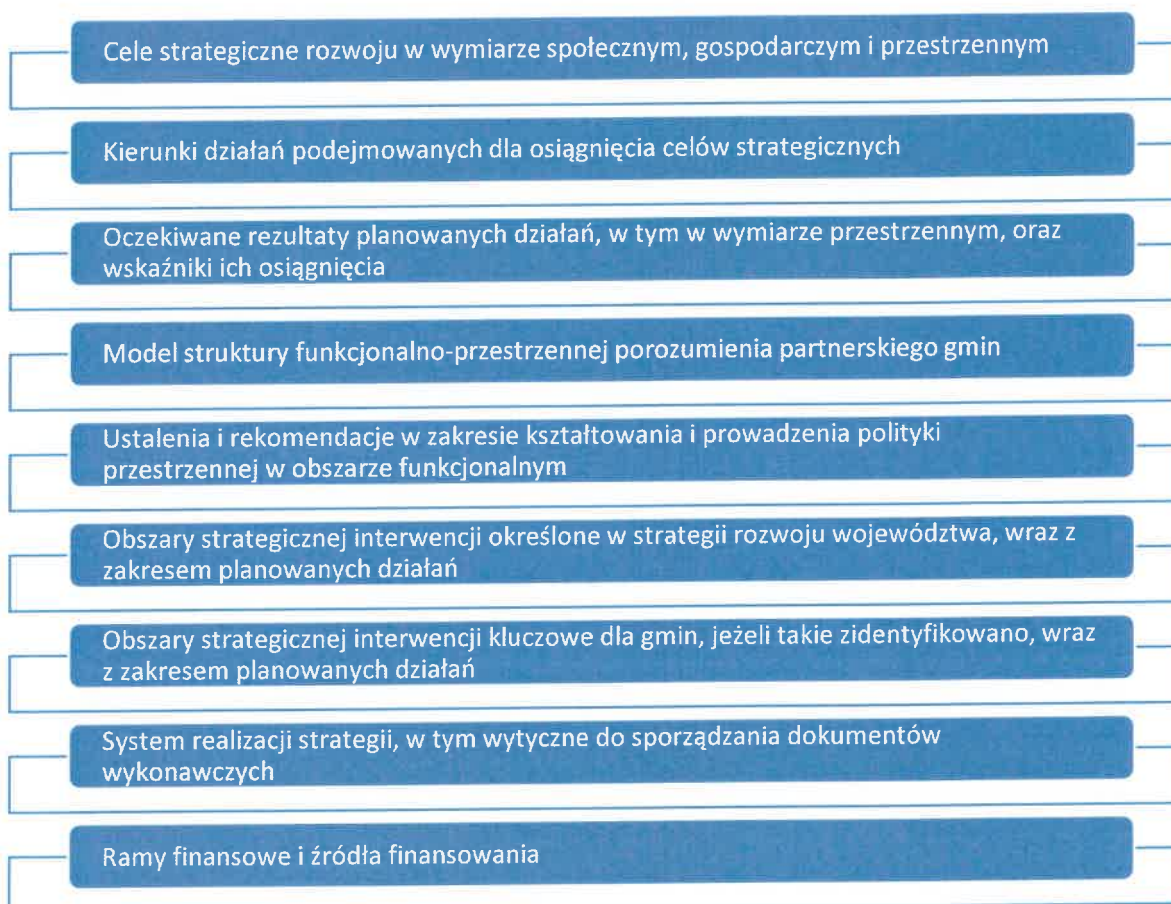 Cele strategiczne rozwoju w wymiarze społecznym, gospodarczym i przestrzennym
Kierunki działań podejmowanych dla osiągnięcia celów strategicznych
Oczekiwane rezultaty planowanych działań, w tym w wymiarze przestrzennym, oraz
wskaźniki ich osiągnięcia
Model struktury funkcjonalno-przestrzennej porozumienia partnerskiego gmin
Ustalenia i rekomendacje w zakresie kształtowania i prowadzenia polityki
przestrzennej w obszarze funkcjonalnym
Obszary strategicznej interwencji określone w strategii rozwoju województwa, wraz z
zakresem planowanych działań
Obszary strategicznej interwencji kluczowe dla gmin, jeżeli takie zidentyfikowano, wraz
z zakresem planowanych działań
System realizacji strategii, w tym wytyczne do sporządzania dokumentów
wykonawczych
Ramy finansowe i źródła finansowania